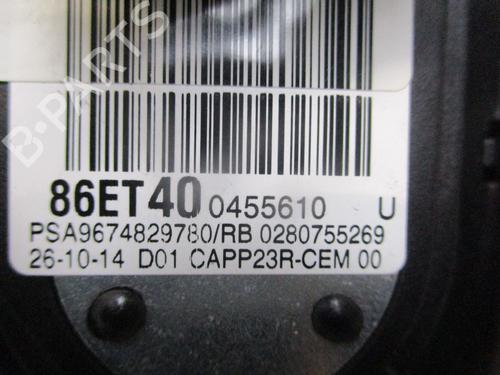 B-PARTS
86ET40 0455610 U
PSA9674829780/RB 0280755269
26-10-14 D01 CAPP23R-CEM 00